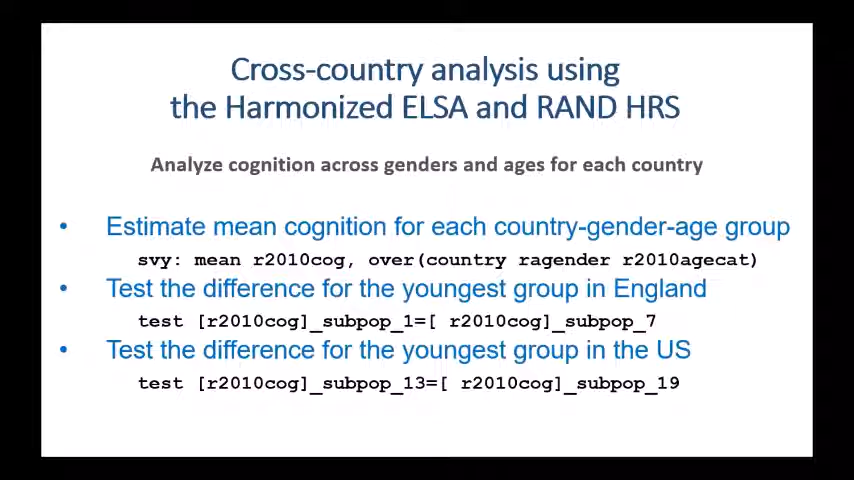 Cross-country analysis using
the Harmonized ELSA and RAND HRS
Analyze cognition across genders and ages for each country
• Estimate mean cognition for each country-gender-age group
svy: mean r2010cog, over(country ragender r2010agecat)
• Test the difference for the youngest group in England
test [r2010cog]_subpop_1=[ r2010cog]_subpop_7
• Test the difference for the youngest group in the US
test [r2010cog]_subpop_13=[ r2010cog]_subpop_19